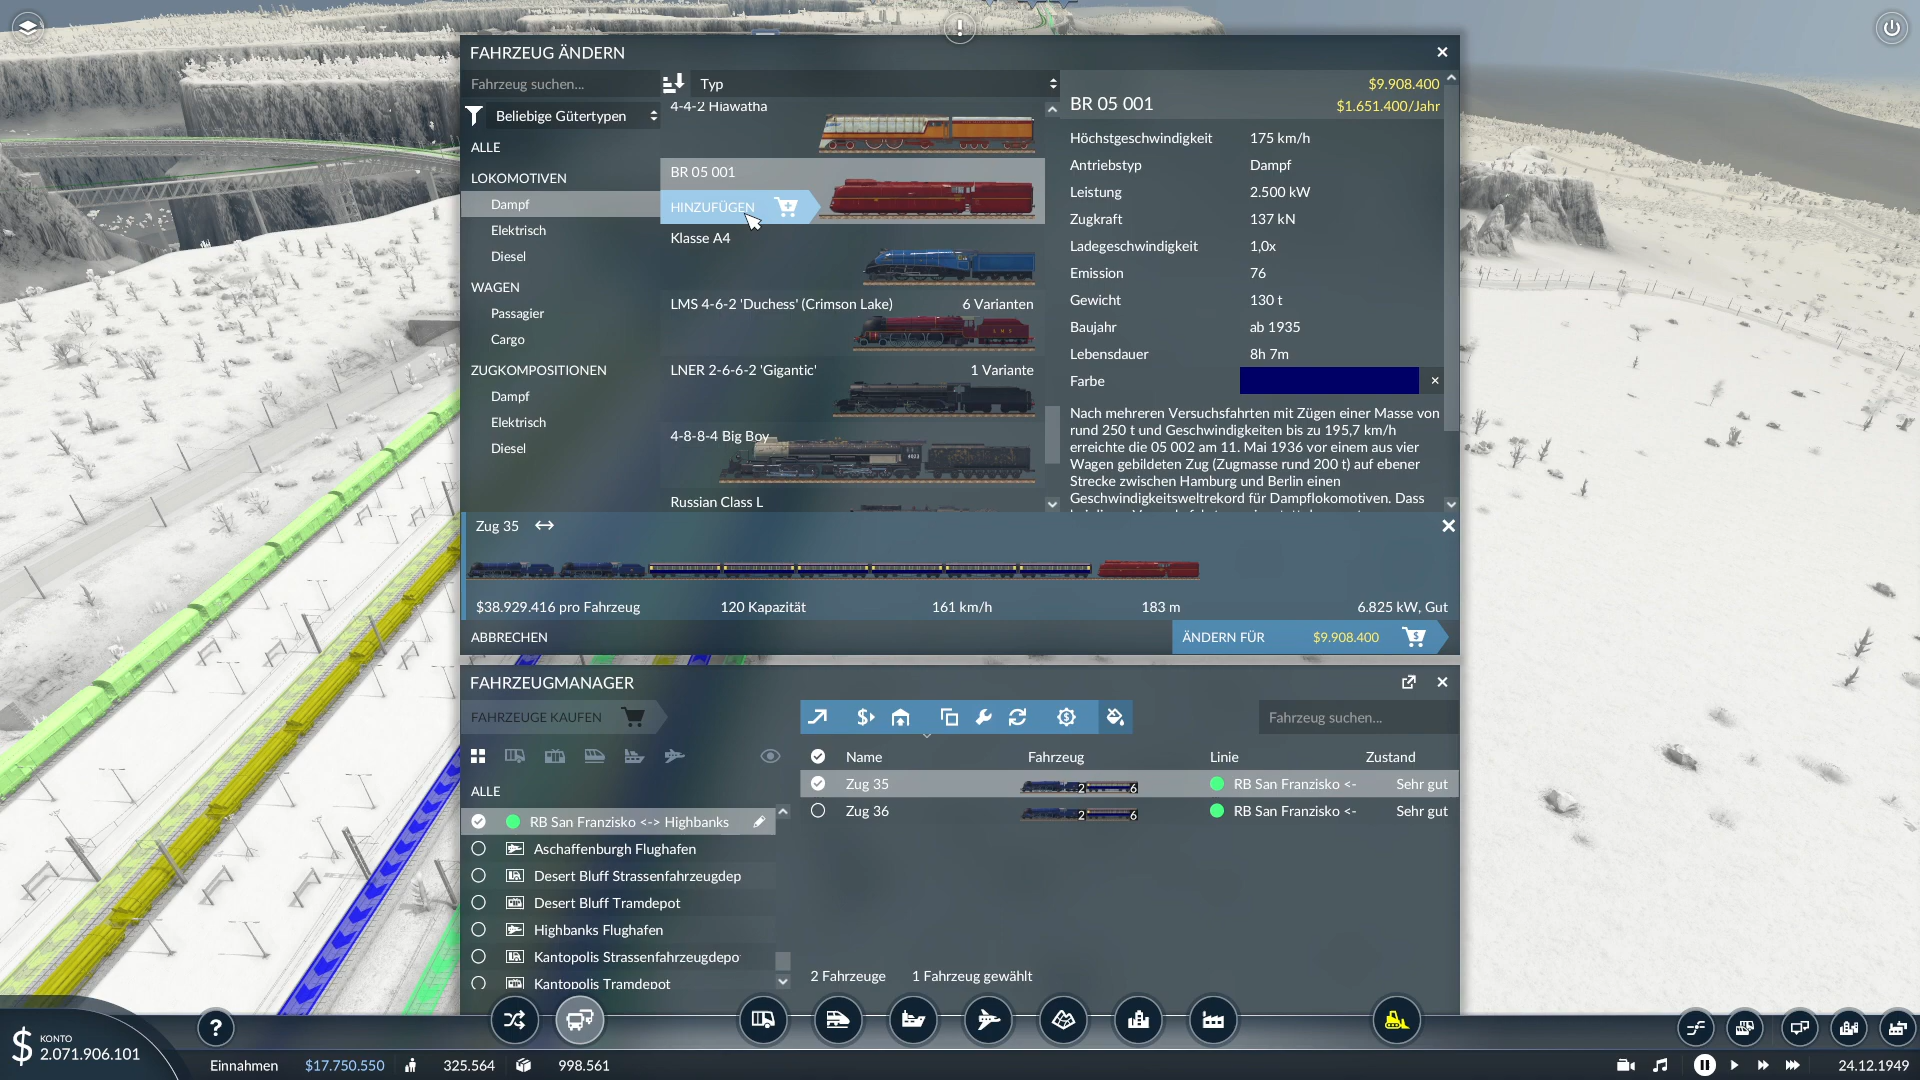 FAHRZEUG ÄNDERN
Fahrzeug suchen...
Typ
Beliebige Gütertypen
ALLE
LOKOMOTIVEN
Dampf
Elektrisch
Diesel
WAGEN
Passagier
Cargo
ZUGKOMPOSITIONEN
Dampf
Elektrisch
Diesel
4-4-2 Hiawatha
BR 05 001
HINZUFÜGEN
Klasse A4
LMS 4-6-2 'Duchess' (Crimson Lake) 6 Varianten
LNER 2-6-6-2 'Gigantic' 1 Variante
4-8-8-4 Big Boy
Russian Class L
$9.908.400
BR 05 001 $1.651.400/Jahr
Höchstgeschwindigkeit 175 km/h
Antriebstyp Dampf
Leistung 2.500 kW
Zugkraft 137 kN
Ladegeschwindigkeit 1,0x
Emission 76
Gewicht 130 t
Baujahr ab 1935
Lebensdauer 8h 7m
Farbe
Nach mehreren Versuchsfahrten mit Zügen einer Masse von
rund 250 t und Geschwindigkeiten bis zu 195,7 km/h
erreichte die 05 002 am 11. Mai 1936 vor einem aus vier
Wagen gebildeten Zug (Zugmasse rund 200 t) auf ebener
Strecke zwischen Hamburg und Berlin einen
Geschwindigkeitsweltrekord für Dampflokomotiven. Dass
Zug 35
$38.929.416 pro Fahrzeug 120 Kapazität 161 km/h 183 m 6.825 kW, Gut
ABBRECHEN
ÄNDERN FÜR $9.908.400
FAHRZEUGMANAGER
FAHRZEUGE KAUFEN
Fahrzeug suchen...
ALLE
RB San Franzisko <-> Highbanks
Aschaffenburgh Flughafen
Desert Bluff Strassenfahrzeugdep
Desert Bluff Tramdepot
Highbanks Flughafen
Kantopolis Strassenfahrzeugdepo
Kantopolis Tramdepot
Name Fahrzeug Linie Zustand
Zug 35 2 6 RB San Franzisko <- Sehr gut
Zug 36 2 6 RB San Franzisko <- Sehr gut
2 Fahrzeuge 1 Fahrzeug gewählt
KONTO
2.071.906.101
Einnahmen $17.750.550 325.564 998.561
24.12.1949